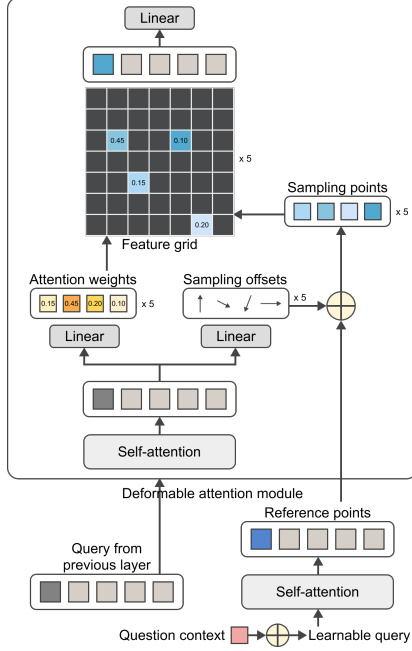 Linear
0.45
0.10
0.15
0.20
x 5
Feature grid
Sampling points
x 5
Attention weights
0.15 0.45 0.20 0.10
x 5
Sampling offsets
x 5
Linear
Linear
Self-attention
Deformable attention module
Query from
previous layer
Reference points
Self-attention
Question context
Learnable query